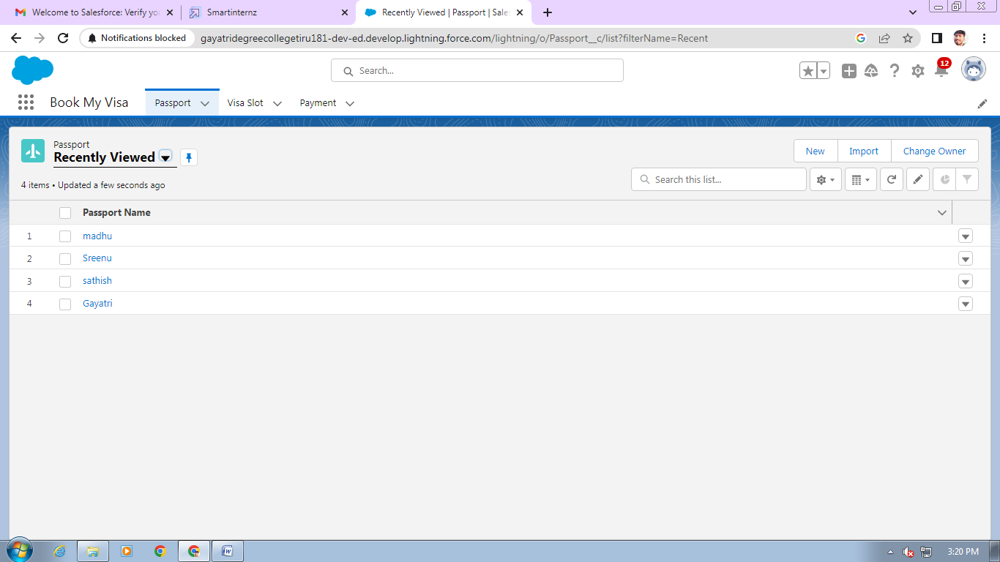 Welcome to Salesforce: Verify you
Smartinternz
Recently Viewed | Passport | Sales
Notifications blocked
gayatridegreecollegetiru181-dev-ed.develop.lightning.force.com/lightning/o/Passport__c/list?filterName=Recent
Search...
12
Book My Visa
Passport
Visa Slot
Payment
Passport
Recently Viewed
New
Import
Change Owner
4 items • Updated a few seconds ago
Search this list...
Passport Name
1 madhu
2 Sreenu
3 sathish
4 Gayatri
3:20 PM